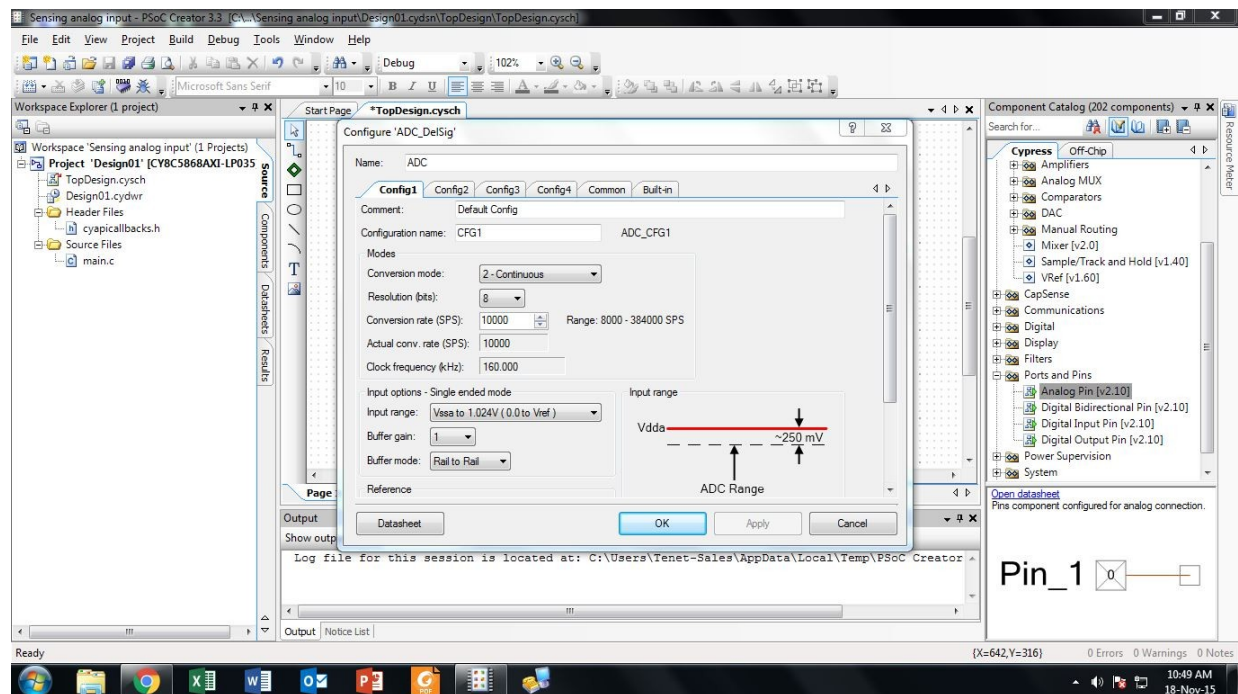 Sensing analog input - PSoC Creator 3.3 [C:\...\Sensing analog input\Design01.cydsn\TopDesign\TopDesign.cysch]
File Edit View Project Build Debug Tools Window Help
Debug 102%
Microsoft Sans Serif 10 B I U A
Workspace Explorer (1 project)
Workspace 'Sensing analog input' (1 Projects)
Project 'Design01' [CY8C5868AXI-LP035
TopDesign.cysch
Design01.cydwr
Header Files
cyapicallbacks.h
Source Files
main.c
Source
Components
Datasheets
Results
Start Page *TopDesign.cysch
T
Configure 'ADC_DelSig'
Name: ADC
Config1 Config2 Config3 Config4 Common Built-in
Comment: Default Config
Configuration name: CFG1 ADC_CFG1
Modes
Conversion mode: 2 - Continuous
Resolution (bits): 8
Conversion rate (SPS): 10000 Range: 8000 - 384000 SPS
Actual conv. rate (SPS): 10000
Clock frequency (kHz): 160.000
Input options - Single ended mode
Input range: Vssa to 1.024V ( 0.0 to Vref )
Buffer gain: 1
Buffer mode: Rail to Rail
Reference
Input range
Vdda
~250 mV
ADC Range
Datasheet OK Apply Cancel
Page
Output
Show outp
Log file for this session is located at: C:\Users\Tenet-Sales\AppData\Local\Temp\PSoC Creator
Output Notice List
Component Catalog (202 components)
Search for...
Cypress Off-Chip
Amplifiers
Analog MUX
Comparators
DAC
Manual Routing
Mixer [v2.0]
Sample/Track and Hold [v1.40]
VRef [v1.60]
CapSense
Communications
Digital
Display
Filters
Ports and Pins
Analog Pin [v2.10]
Digital Bidirectional Pin [v2.10]
Digital Input Pin [v2.10]
Digital Output Pin [v2.10]
Power Supervision
System
Open datasheet
Pins component configured for analog connection.
Pin_1 0
Resource Meter
Ready {X=642,Y=316} 0 Errors 0 Warnings 0 Notes
10:49 AM
18-Nov-15